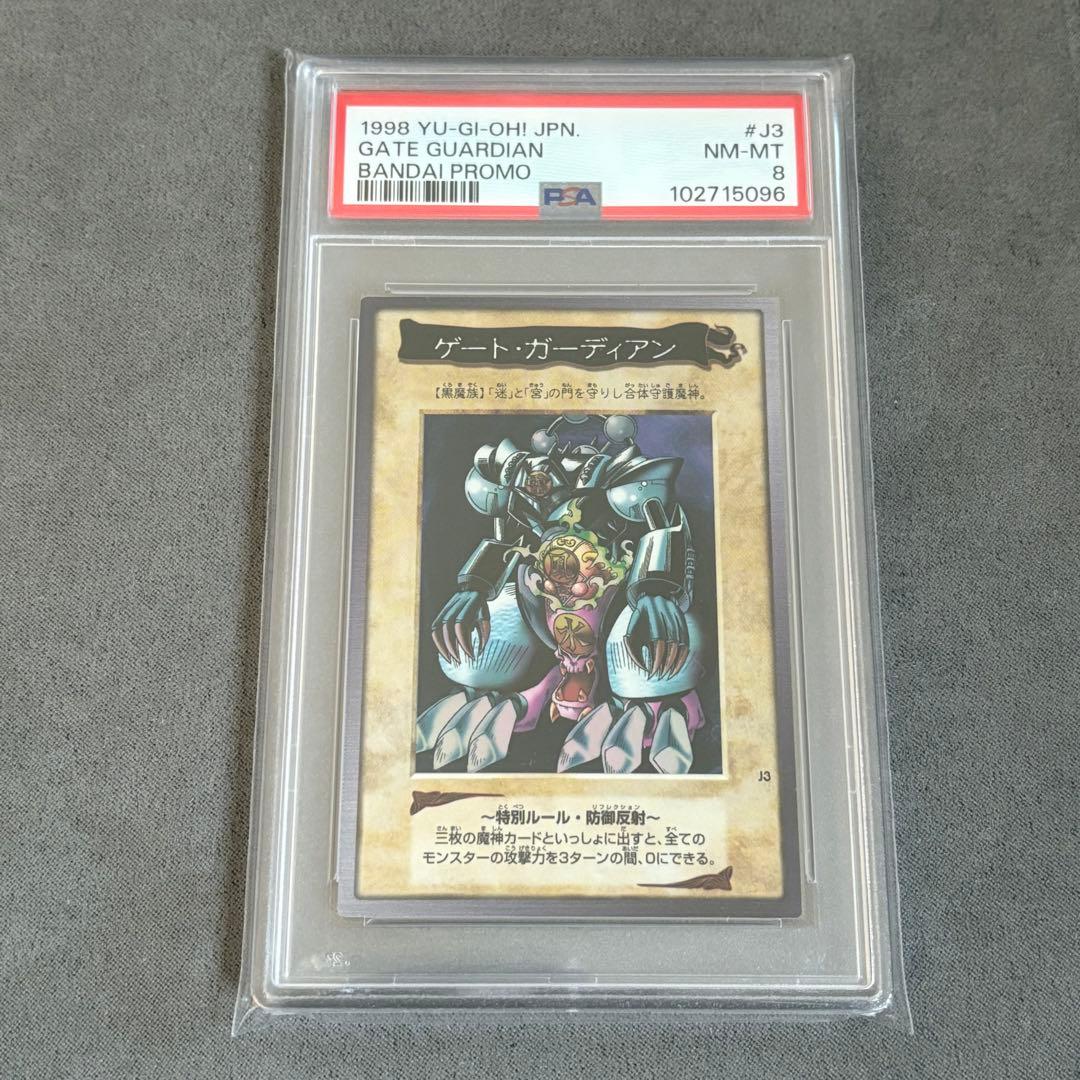 1998 YU-GI-OH! JPN. #J3
GATE GUARDIAN NM-MT
BANDAI PROMO 8
PSA 102715096
ゲート・ガーディアン
【黒魔族】「迷」と「宮」の門を守りし合体守護魔神。
風
水
J3
～特別ルール・防御反射～
三枚の魔神カードといっしょに出すと、全ての
モンスターの攻撃力を3ターンの間、0にできる。